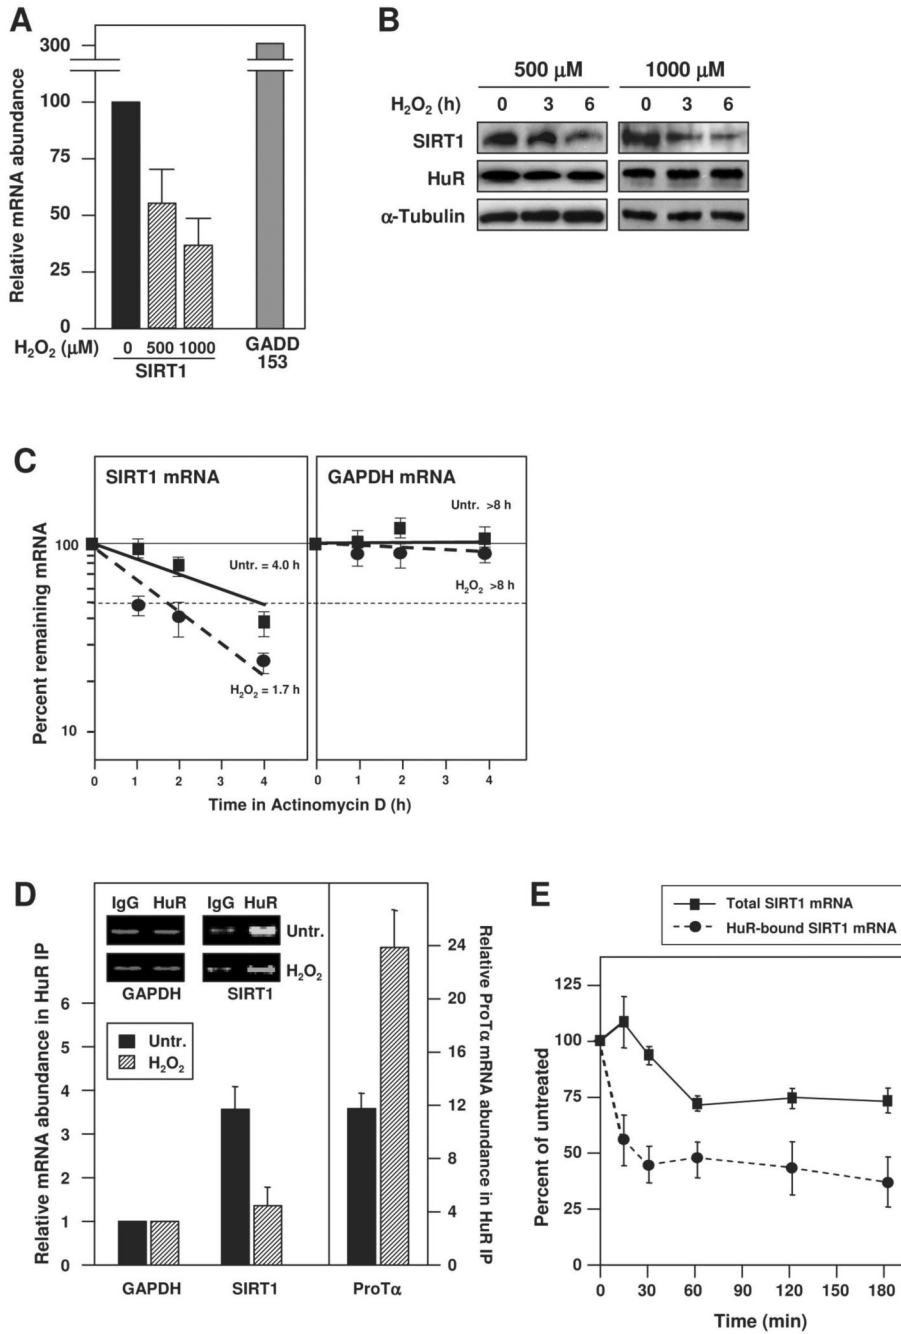 A
300
100
75
50
25
0
Relative mRNA abundance
H₂O₂ (μM)
0 500 1000
SIRT1
GADD
153
B
500 μM 1000 μM
H₂O₂ (h) 0 3 6 0 3 6
SIRT1
HuR
α-Tubulin
C
SIRT1 mRNA
GAPDH mRNA
Untr. >8 h
Untr. = 4.0 h
H₂O₂ >8 h
H₂O₂ = 1.7 h
100
20
10
Percent remaining mRNA
0 1 2 4 0 1 2 4
Time in Actinomycin D (h)
D
IgG HuR IgG HuR
Untr.
H₂O₂
GAPDH SIRT1
Untr.
H₂O₂
6
5
4
3
2
1
0
Relative mRNA abundance in HuR IP
24
20
16
12
8
4
0
Relative ProTα mRNA abundance in HuR IP
GAPDH SIRT1 ProTα
E
Total SIRT1 mRNA
HuR-bound SIRT1 mRNA
125
100
75
50
25
0
Percent of untreated
0 30 60 90 120 150 180
Time (min)